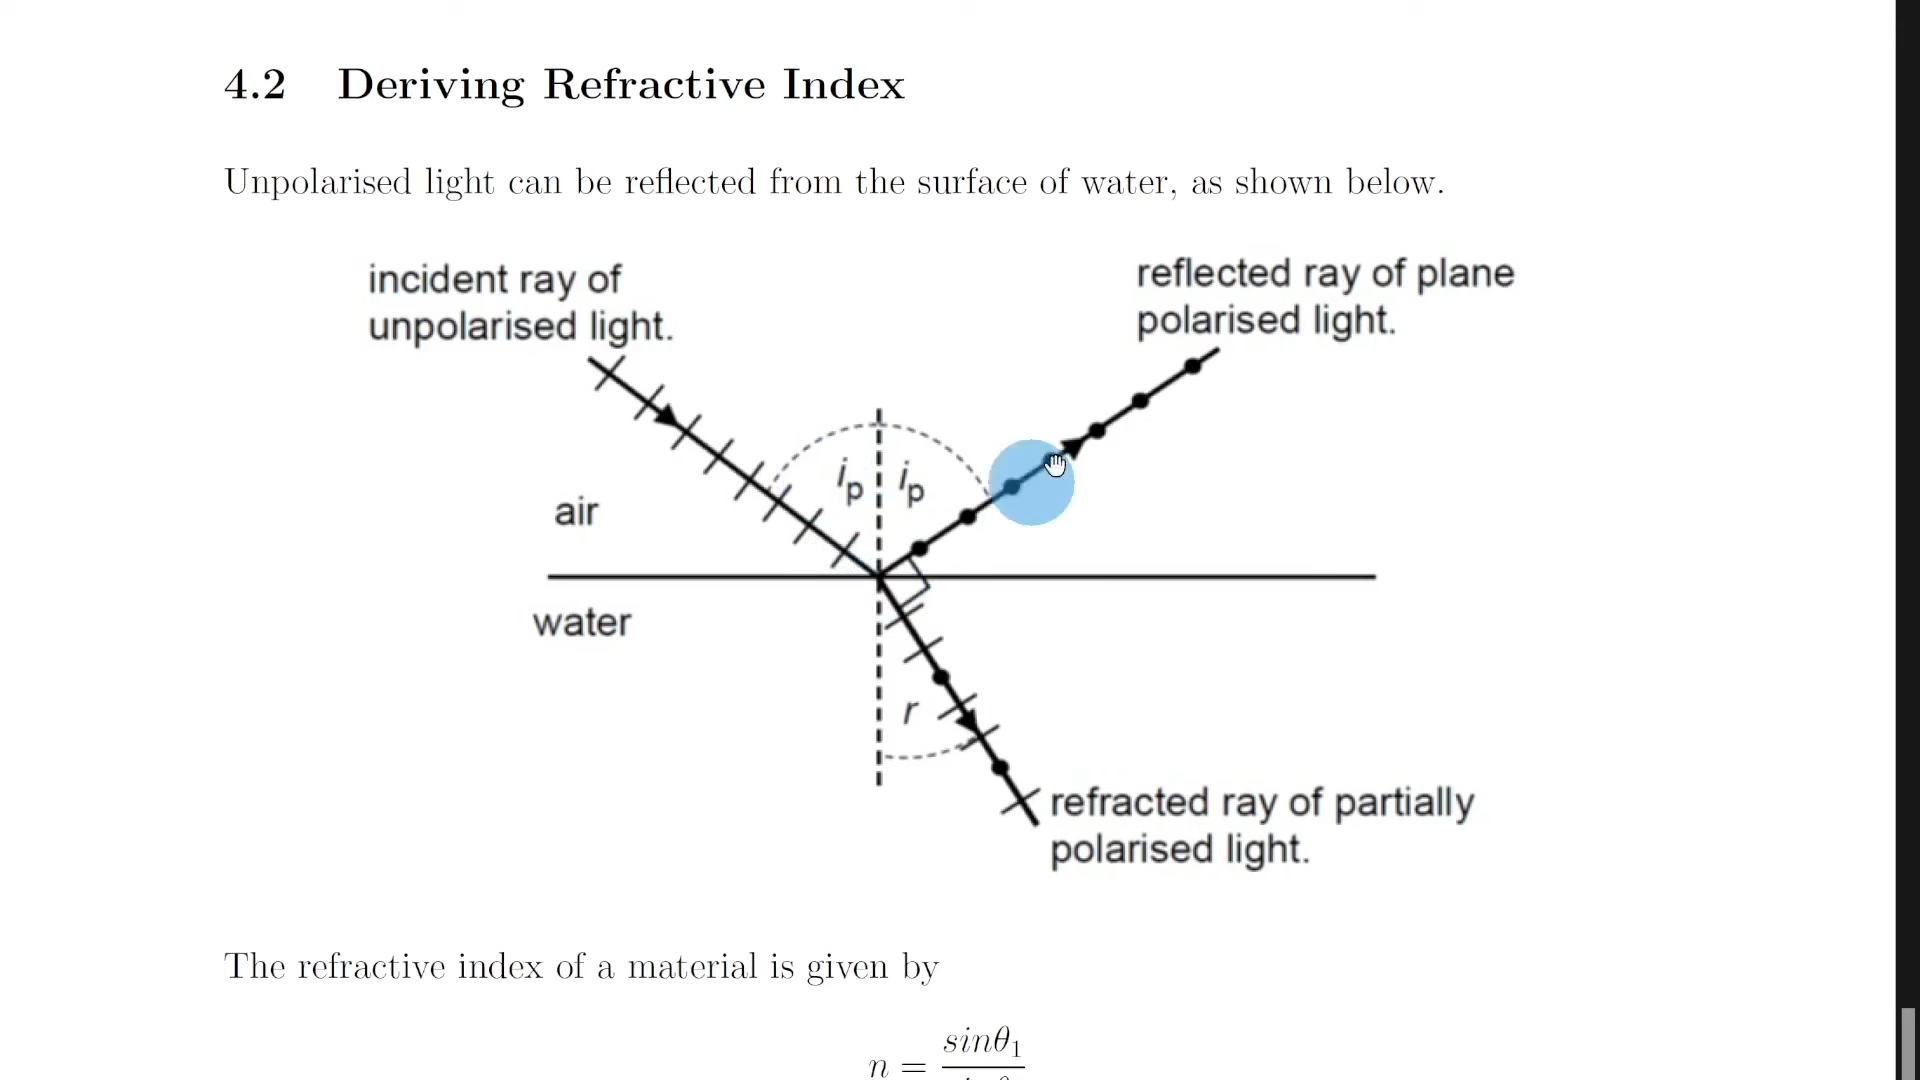 4.2 Deriving Refractive Index
Unpolarised light can be reflected from the surface of water, as shown below.
incident ray of
unpolarised light.
reflected ray of plane
polarised light.
i_p i_p
air
water
r
refracted ray of partially
polarised light.
The refractive index of a material is given by
n = sinθ₁